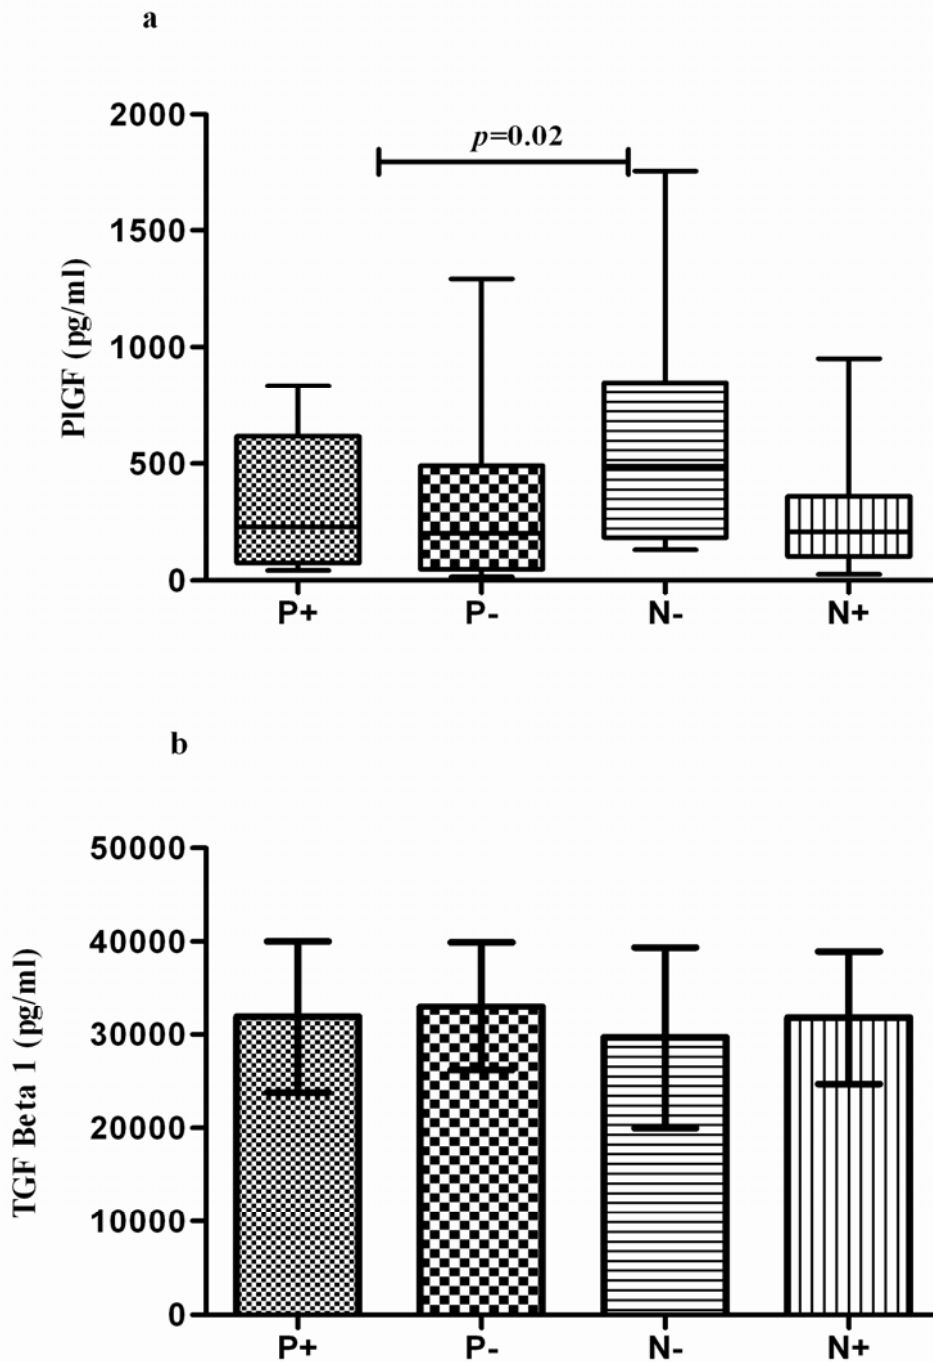 a
2000
p=0.02
1500
PlGF (pg/ml)
1000
500
0
P+ P- N- N+
b
50000
40000
TGF Beta 1 (pg/ml)
30000
20000
10000
0
P+ P- N- N+